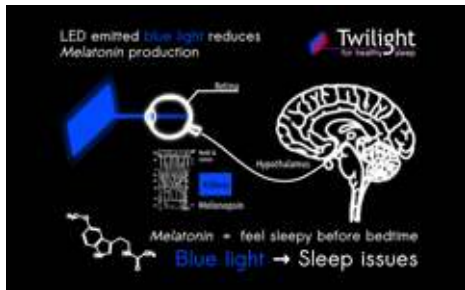 LED emitted blue light reduces
Melatonin production
Twilight
for healthy sleep
Retina
Hypothalamus
Melanopsin
Melatonin = feel sleepy before bedtime
Blue light → Sleep issues